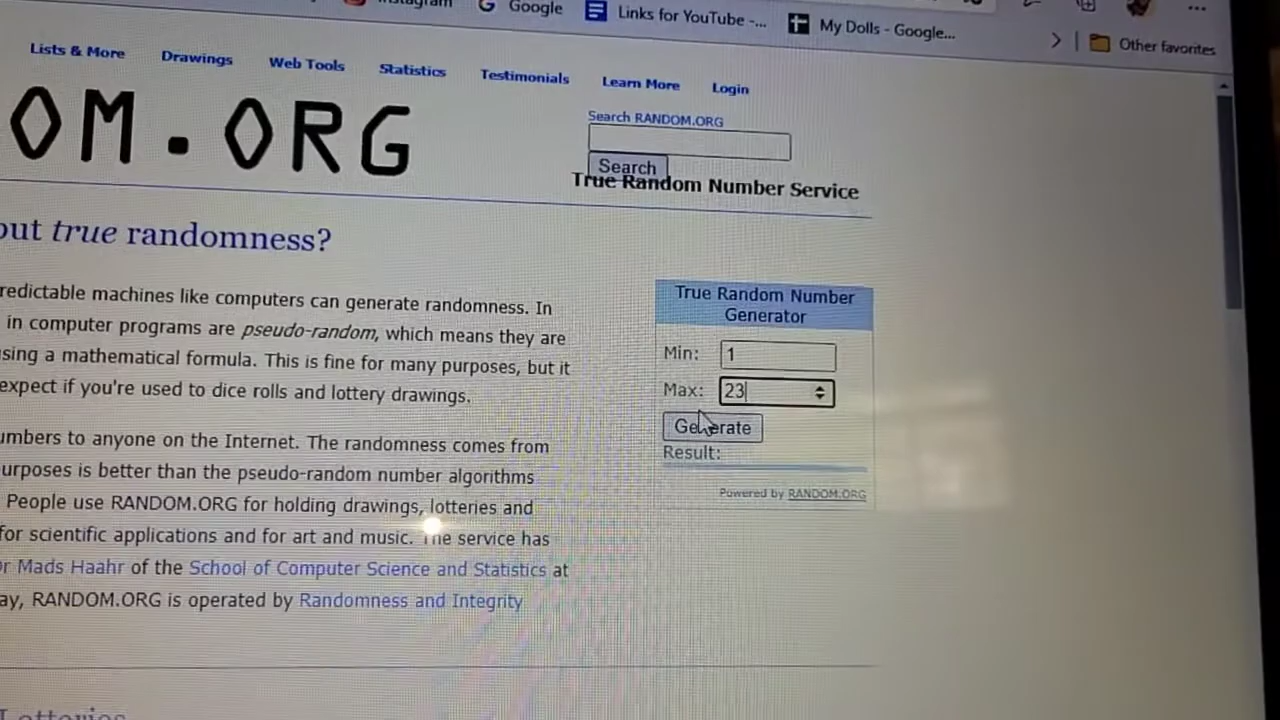 Instagram
Google
Links for YouTube -...
My Dolls - Google...
Other favorites
Lists & More
Drawings
Web Tools
Statistics
Testimonials
Learn More
Login
OM.ORG
Search RANDOM.ORG
Search
True Random Number Service
out true randomness?
redictable machines like computers can generate randomness. In
in computer programs are pseudo-random, which means they are
using a mathematical formula. This is fine for many purposes, but it
expect if you're used to dice rolls and lottery drawings.
umbers to anyone on the Internet. The randomness comes from
urposes is better than the pseudo-random number algorithms
People use RANDOM.ORG for holding drawings, lotteries and
for scientific applications and for art and music. The service has
or Mads Haahr of the School of Computer Science and Statistics at
ay, RANDOM.ORG is operated by Randomness and Integrity
True Random Number
Generator
Min: 1
Max: 23
Generate
Result:
Powered by RANDOM.ORG
Lotteries